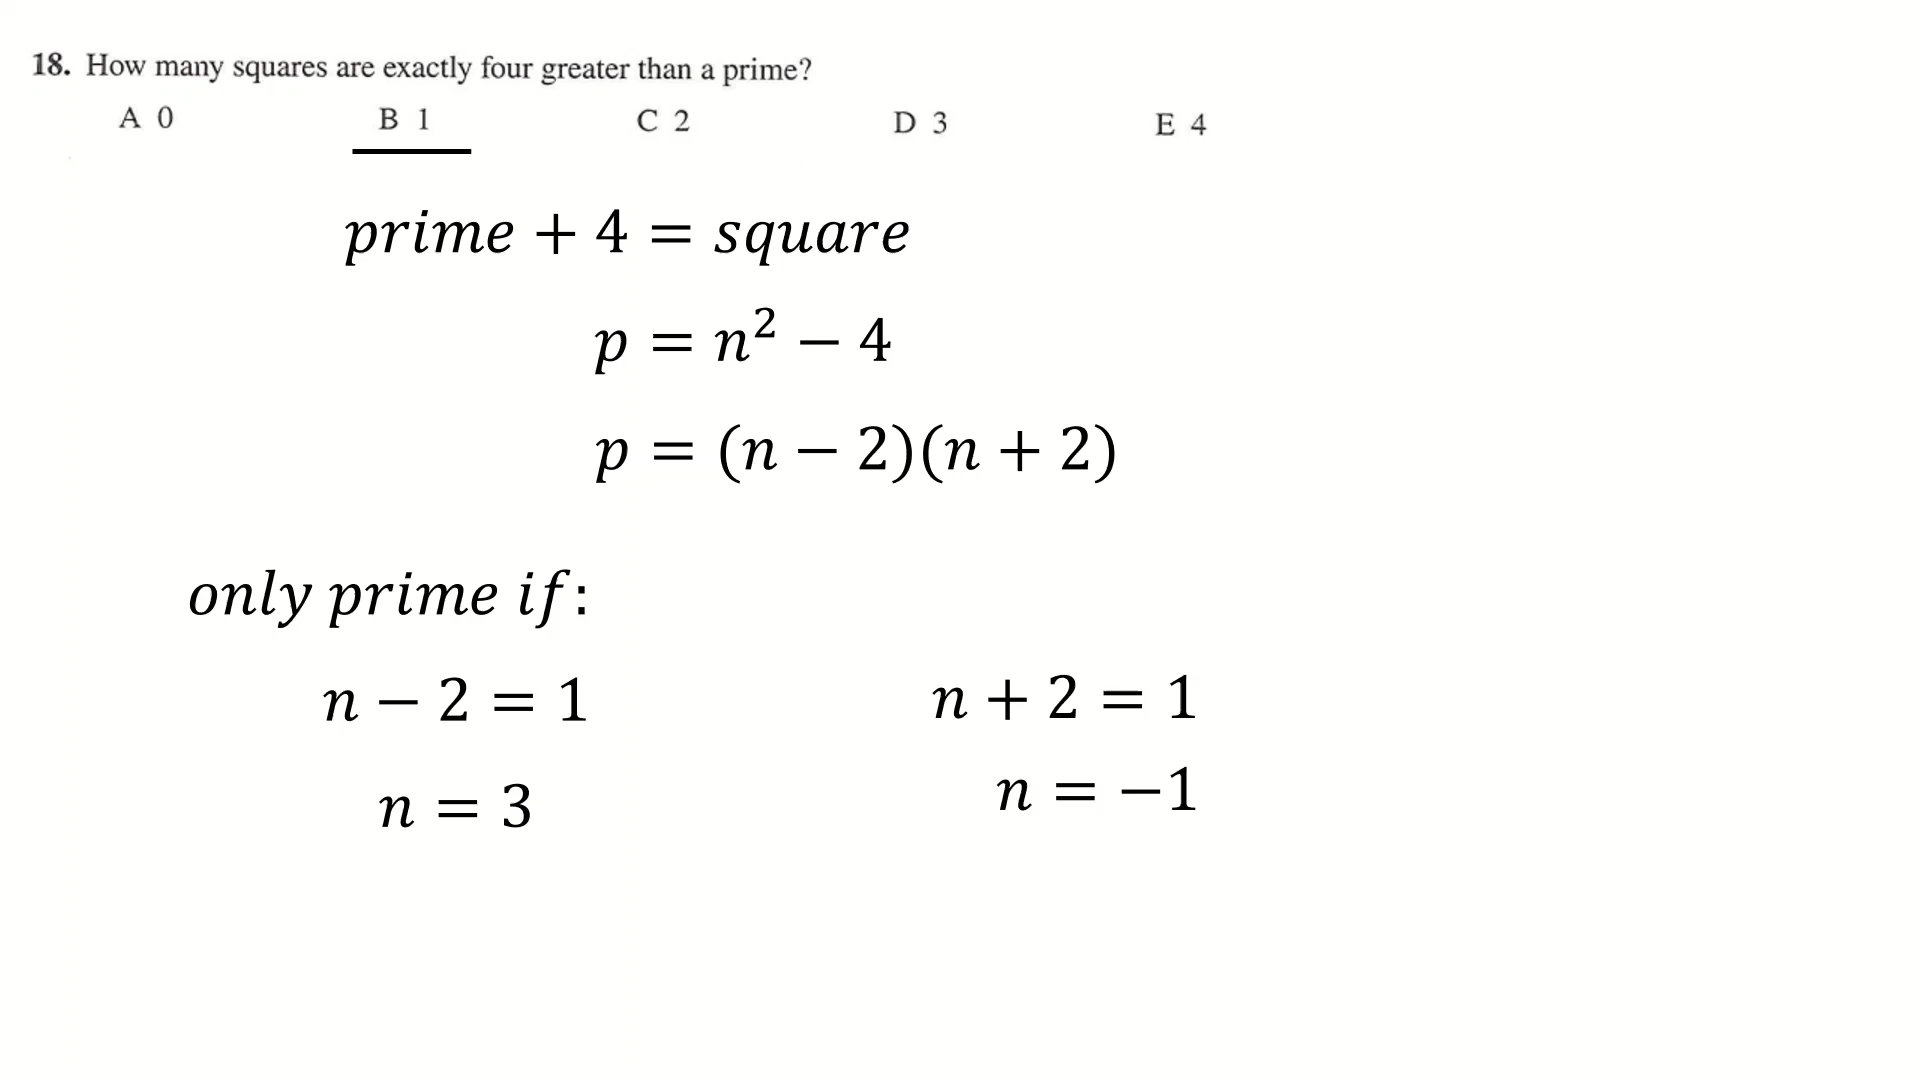 18. How many squares are exactly four greater than a prime?
A 0 B 1 C 2 D 3 E 4
prime + 4 = square
p = n² − 4
p = (n − 2)(n + 2)
only prime if:
n − 2 = 1 n + 2 = 1
n = 3 n = −1